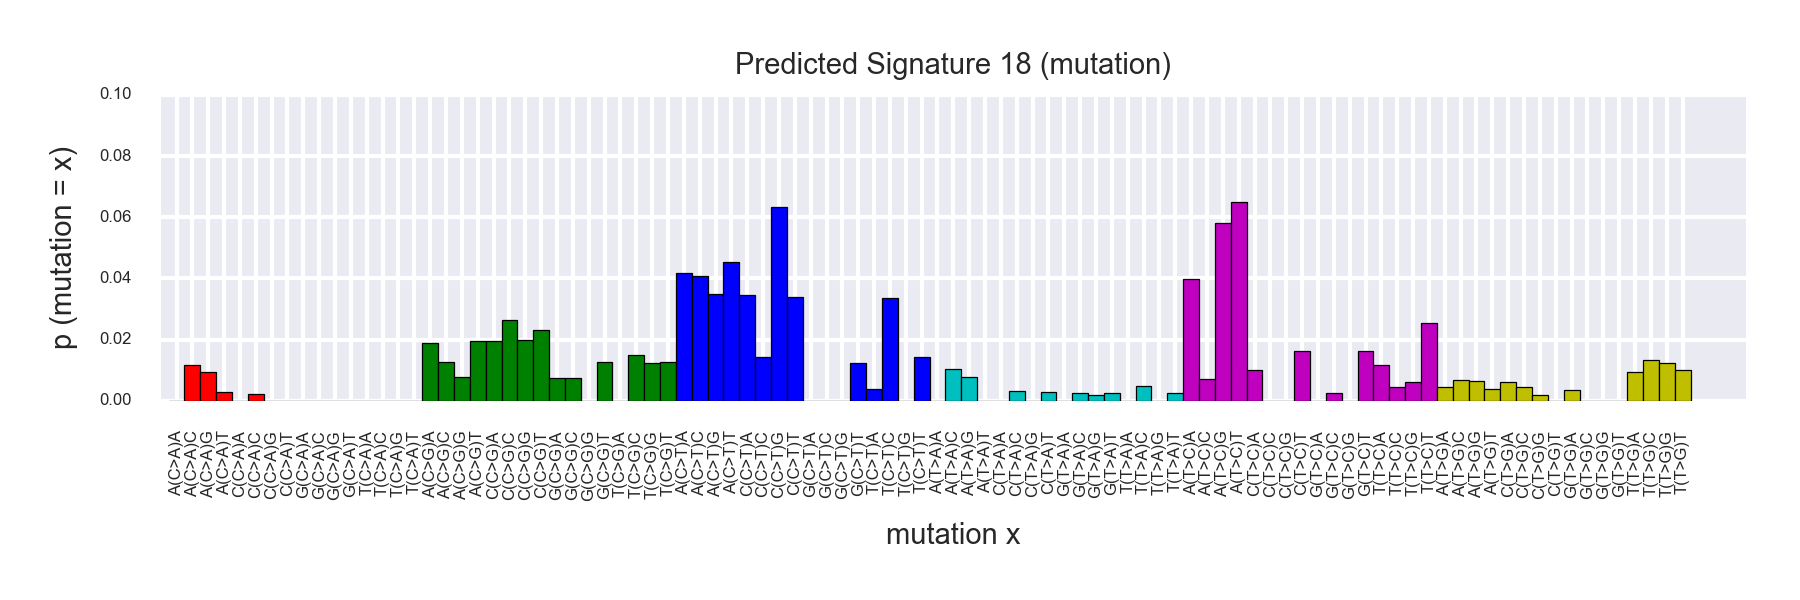 Predicted Signature 18 (mutation)
p (mutation = x)
0.10
0.08
0.06
0.04
0.02
0.00
A(C>A)A
A(C>A)C
A(C>A)G
A(C>A)T
C(C>A)A
C(C>A)C
C(C>A)G
C(C>A)T
G(C>A)A
G(C>A)C
G(C>A)G
G(C>A)T
T(C>A)A
T(C>A)C
T(C>A)G
T(C>A)T
A(C>G)A
A(C>G)C
A(C>G)G
A(C>G)T
C(C>G)A
C(C>G)C
C(C>G)G
C(C>G)T
G(C>G)A
G(C>G)C
G(C>G)G
G(C>G)T
T(C>G)A
T(C>G)C
T(C>G)G
T(C>G)T
A(C>T)A
A(C>T)C
A(C>T)G
A(C>T)T
C(C>T)A
C(C>T)C
C(C>T)G
C(C>T)T
G(C>T)A
G(C>T)C
G(C>T)G
G(C>T)T
T(C>T)A
T(C>T)C
T(C>T)G
T(C>T)T
A(T>A)A
A(T>A)C
A(T>A)G
A(T>A)T
C(T>A)A
C(T>A)C
C(T>A)G
C(T>A)T
G(T>A)A
G(T>A)C
G(T>A)G
G(T>A)T
T(T>A)A
T(T>A)C
T(T>A)G
T(T>A)T
A(T>C)A
A(T>C)C
A(T>C)G
A(T>C)T
C(T>C)A
C(T>C)C
C(T>C)G
C(T>C)T
G(T>C)A
G(T>C)C
G(T>C)G
G(T>C)T
T(T>C)A
T(T>C)C
T(T>C)G
T(T>C)T
A(T>G)A
A(T>G)C
A(T>G)G
A(T>G)T
C(T>G)A
C(T>G)C
C(T>G)G
C(T>G)T
G(T>G)A
G(T>G)C
G(T>G)G
G(T>G)T
T(T>G)A
T(T>G)C
T(T>G)G
T(T>G)T
mutation x